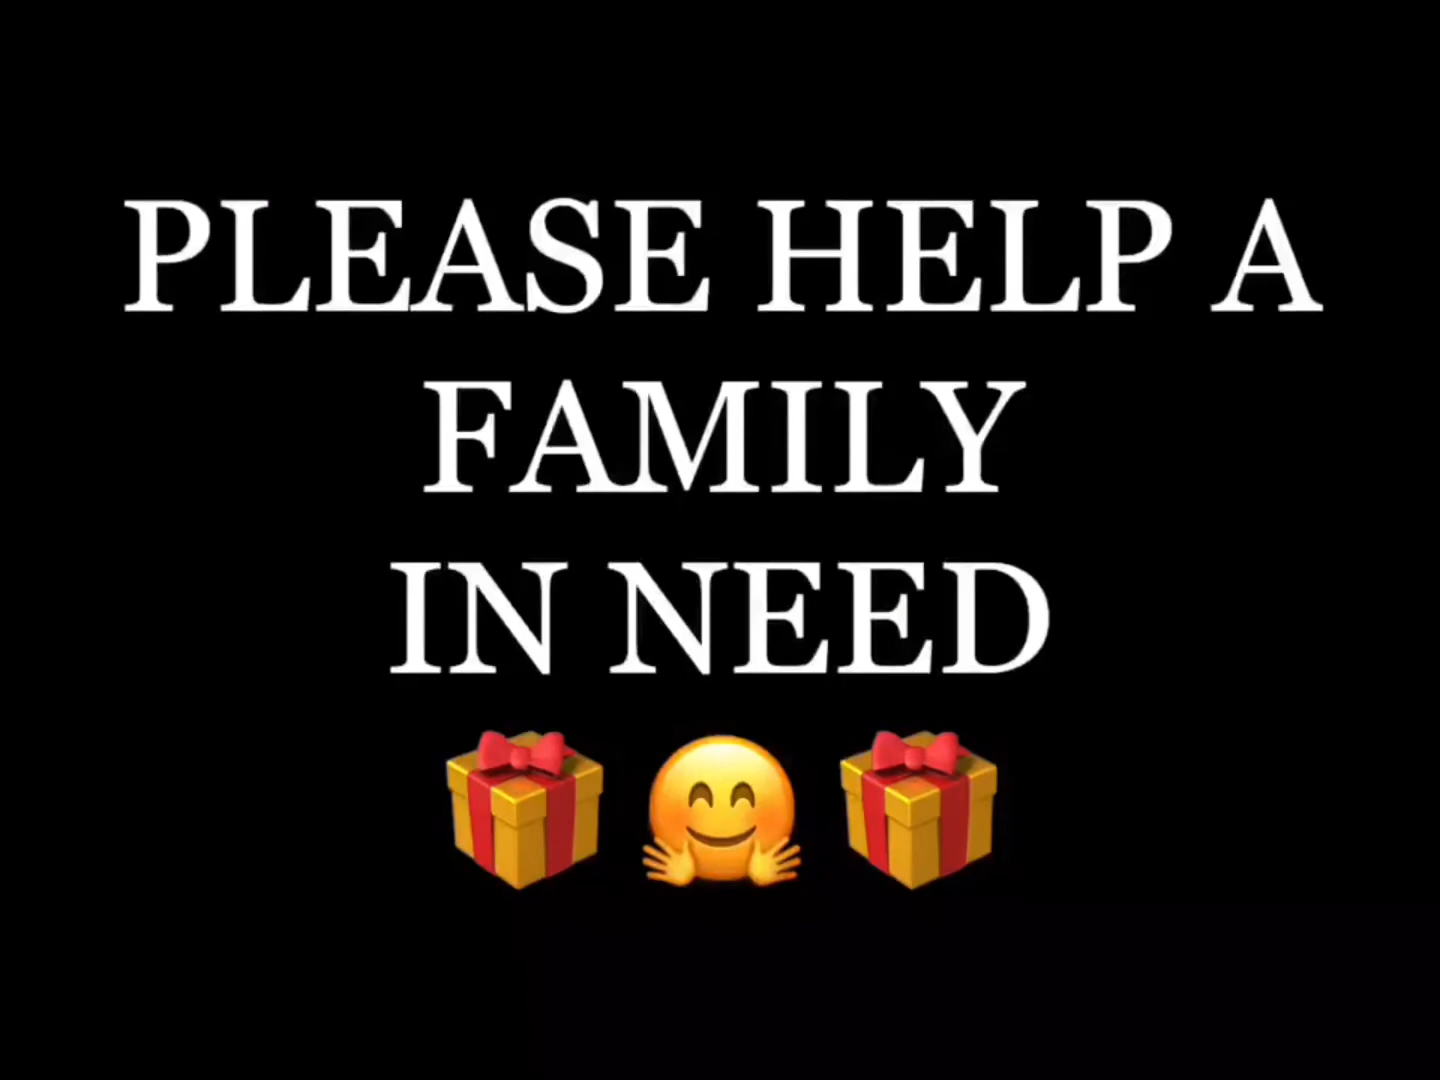 PLEASE HELP A
FAMILY
IN NEED
🎁 🤗 🎁